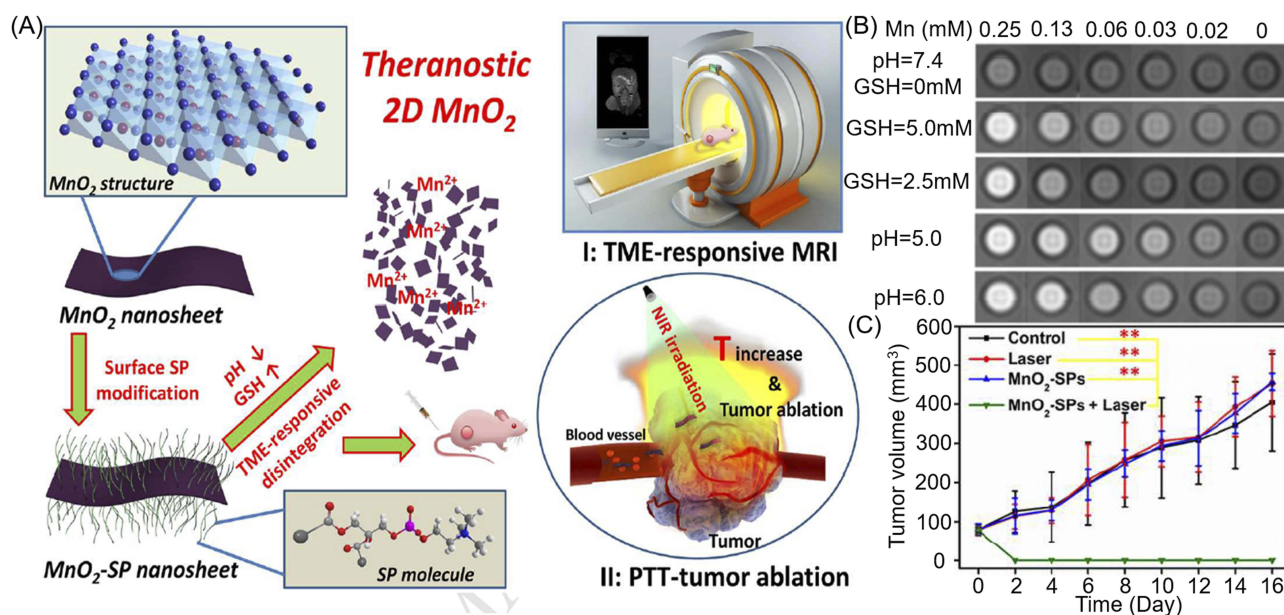 (A)
MnO2 structure
Theranostic
2D MnO2
MnO2 nanosheet
Surface SP
modification
pH ↓
GSH ↑
TME-responsive
disintegration
Mn2+
Mn2+
Mn2+
Mn2+
Mn2+
MnO2-SP nanosheet
SP molecule
I: TME-responsive MRI
NIR irradiation
T increase
&
Tumor ablation
Blood vessel
Tumor
II: PTT-tumor ablation
(B)
Mn (mM)
0.25 0.13 0.06 0.03 0.02 0
pH=7.4
GSH=0mM
GSH=5.0mM
GSH=2.5mM
pH=5.0
pH=6.0
(C)
Tumor volume (mm3)
600
500
400
300
200
100
0
Control **
Laser **
MnO2-SPs **
MnO2-SPs + Laser
0 2 4 6 8 10 12 14 16
Time (Day)